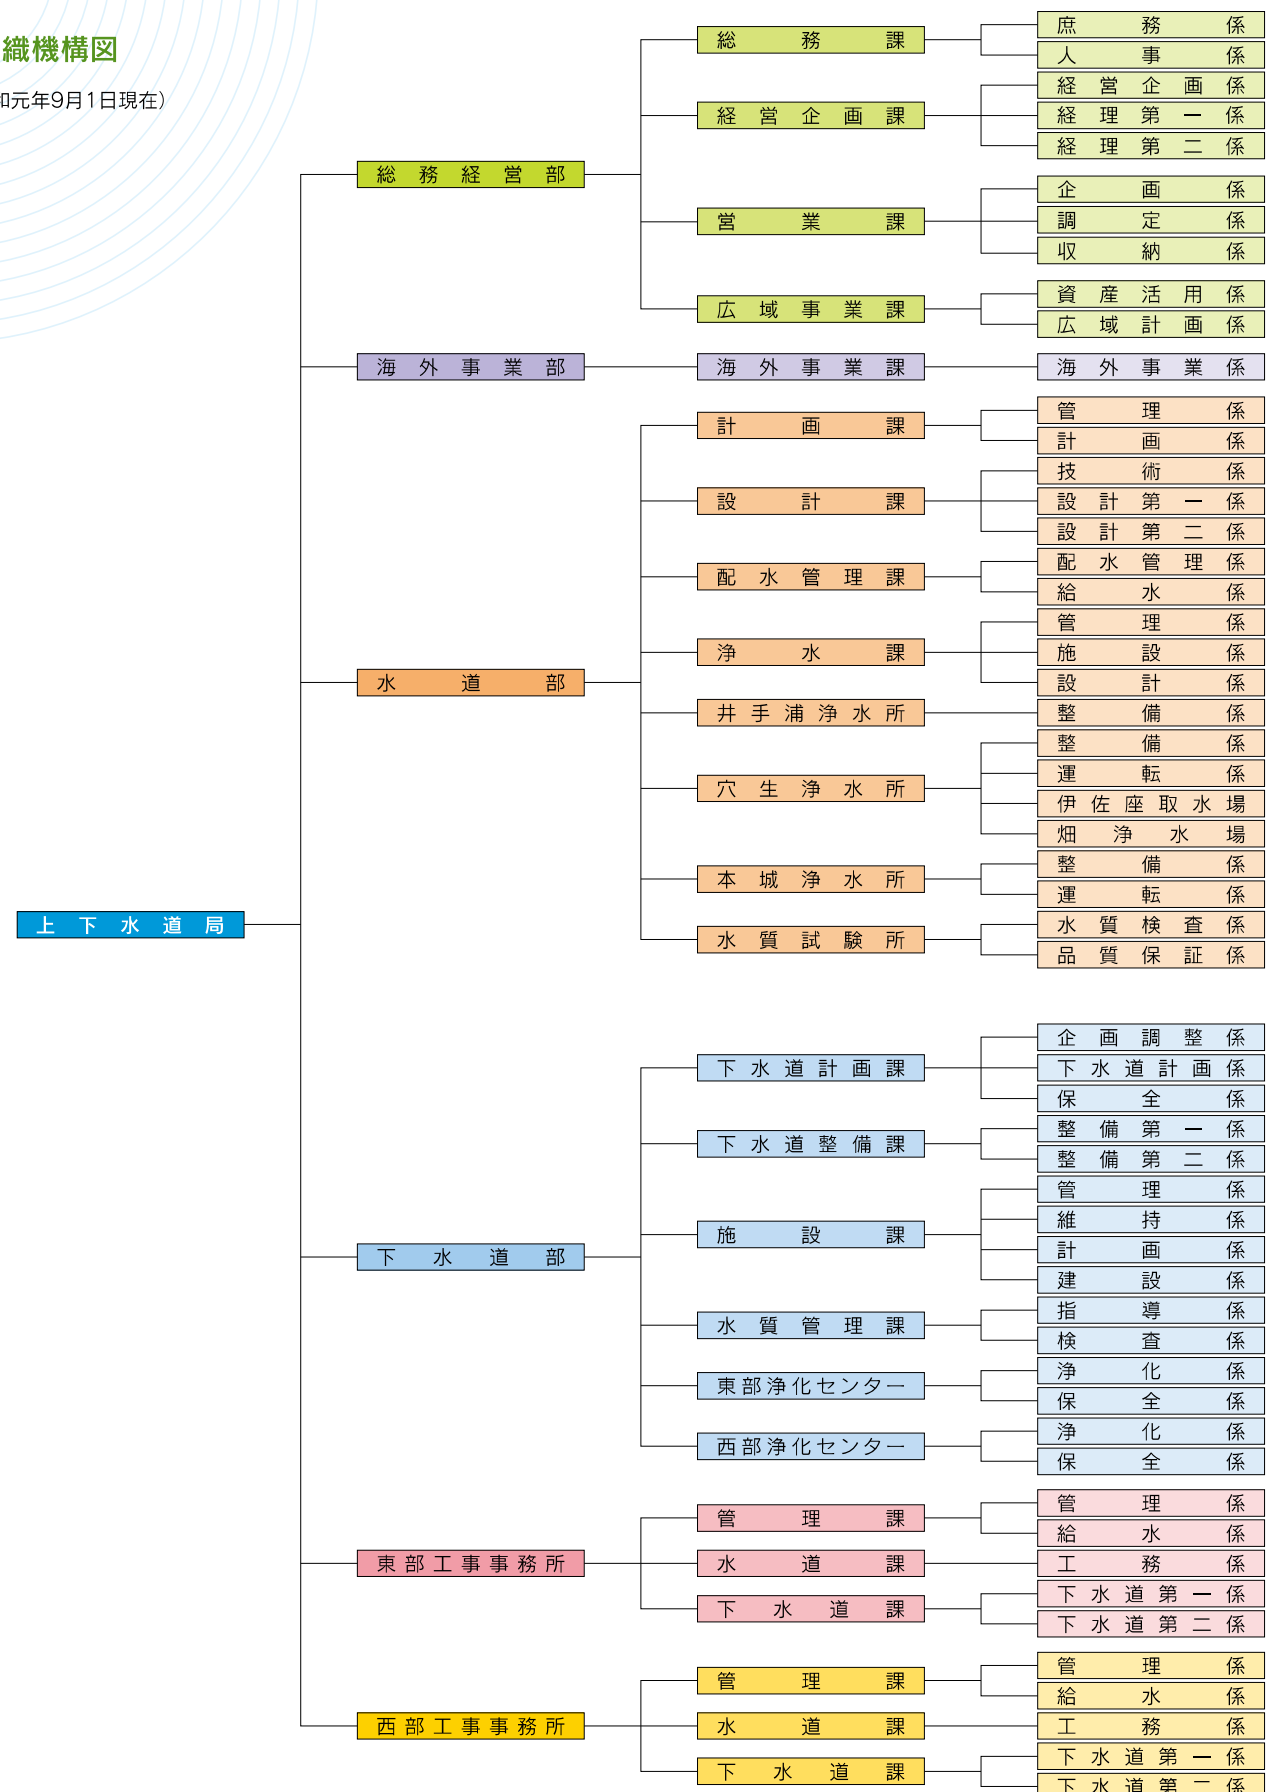 織機構図
和元年9月1日現在)
上下水道局
総務経営部
総務課
庶務係
人事係
経営企画課
経営企画係
経理第一係
経理第二係
営業課
企画係
調定係
収納係
広域事業課
資産活用係
広域計画係
海外事業部
海外事業課
海外事業係
水道部
計画課
管理係
計画係
設計課
技術係
設計第一係
設計第二係
配水管理課
配水管理係
給水係
浄水課
管理係
施設係
設計係
井手浦浄水所
整備係
穴生浄水所
整備係
運転係
伊佐座取水場
畑浄水場
本城浄水所
整備係
運転係
水質試験所
水質検査係
品質保証係
下水道部
下水道計画課
企画調整係
下水道計画係
保全係
下水道整備課
整備第一係
整備第二係
施設課
管理係
維持係
計画係
建設係
水質管理課
指導係
検査係
東部浄化センター
浄化係
保全係
西部浄化センター
浄化係
保全係
東部工事事務所
管理課
管理係
給水係
水道課
工務係
下水道課
下水道第一係
下水道第二係
西部工事事務所
管理課
管理係
給水係
水道課
工務係
下水道課
下水道第一係
下水道第二係